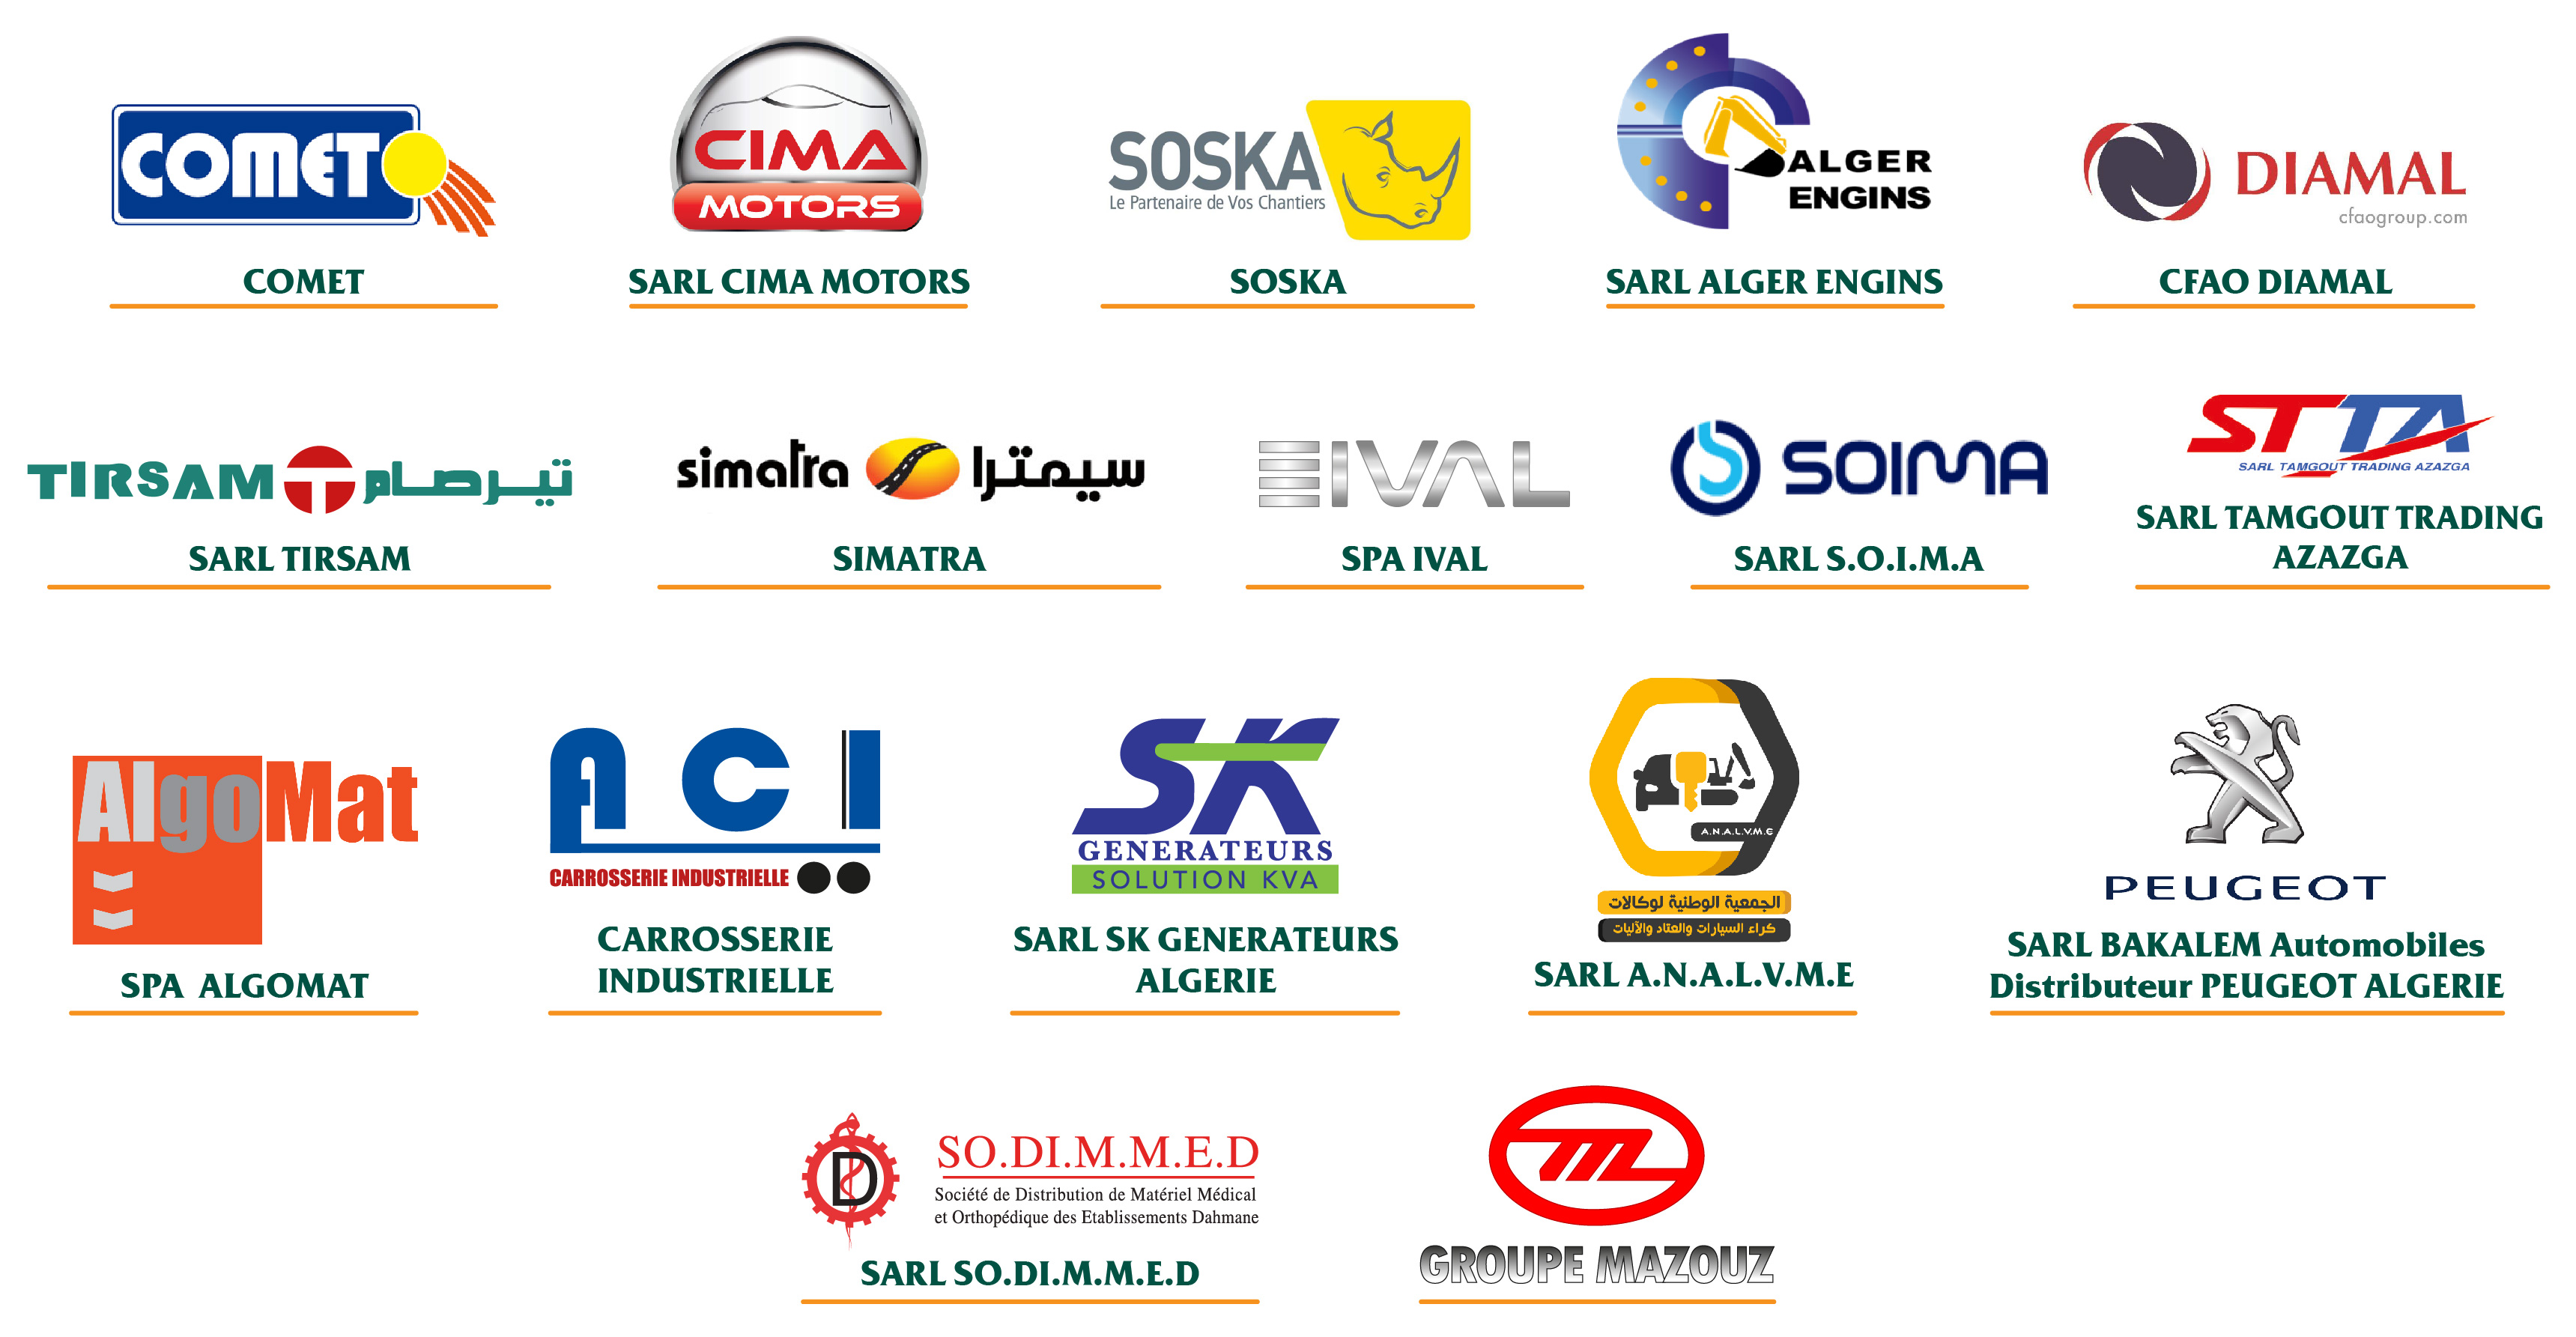 COMET
COMET
CIMA
MOTORS
SARL CIMA MOTORS
SOSKA
Le Partenaire de Vos Chantiers
SOSKA
ALGER
ENGINS
SARL ALGER ENGINS
DIAMAL
cfaogroup.com
CFAO DIAMAL
TIRSAM T تيرصام
SARL TIRSAM
simatra سيمترا
SIMATRA
IVAL
SPA IVAL
SOIMA
SARL S.O.I.M.A
STTA
SARL TAMGOUT TRADING AZAZGA
SARL TAMGOUT TRADING
AZAZGA
AlgoMat
SPA ALGOMAT
ACI
CARROSSERIE INDUSTRIELLE
CARROSSERIE
INDUSTRIELLE
SK
GENERATEURS
SOLUTION KVA
SARL SK GENERATEURS
ALGERIE
A.N.A.L.V.M.E
الجمعية الوطنية لوكالات
كراء السيارات والعتاد والآليات
SARL A.N.A.L.V.M.E
PEUGEOT
SARL BAKALEM Automobiles
Distributeur PEUGEOT ALGERIE
D
SO.DI.M.M.E.D
Société de Distribution de Matériel Médical
et Orthopédique des Etablissements Dahmane
SARL SO.DI.M.M.E.D
GROUPE MAZOUZ